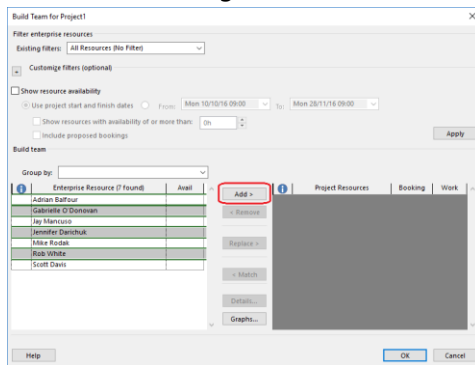 Build Team for Project1
Filter enterprise resources
Existing filters: All Resources (No Filter)
Customize filters (optional)
Show resource availability
Use project start and finish dates From: Mon 10/10/16 09:00 To: Mon 28/11/16 09:00
Show resources with availability of or more than: 0h
Include proposed bookings
Apply
Build team
Group by:
Enterprise Resource (7 found) Avail
Adrian Balfour
Gabrielle O'Donovan
Jay Mancuso
Jennifer Darichuk
Mike Rodak
Rob White
Scott Davis
Add >
< Remove
Replace >
< Match
Details...
Graphs...
Project Resources Booking Work
Help
OK Cancel